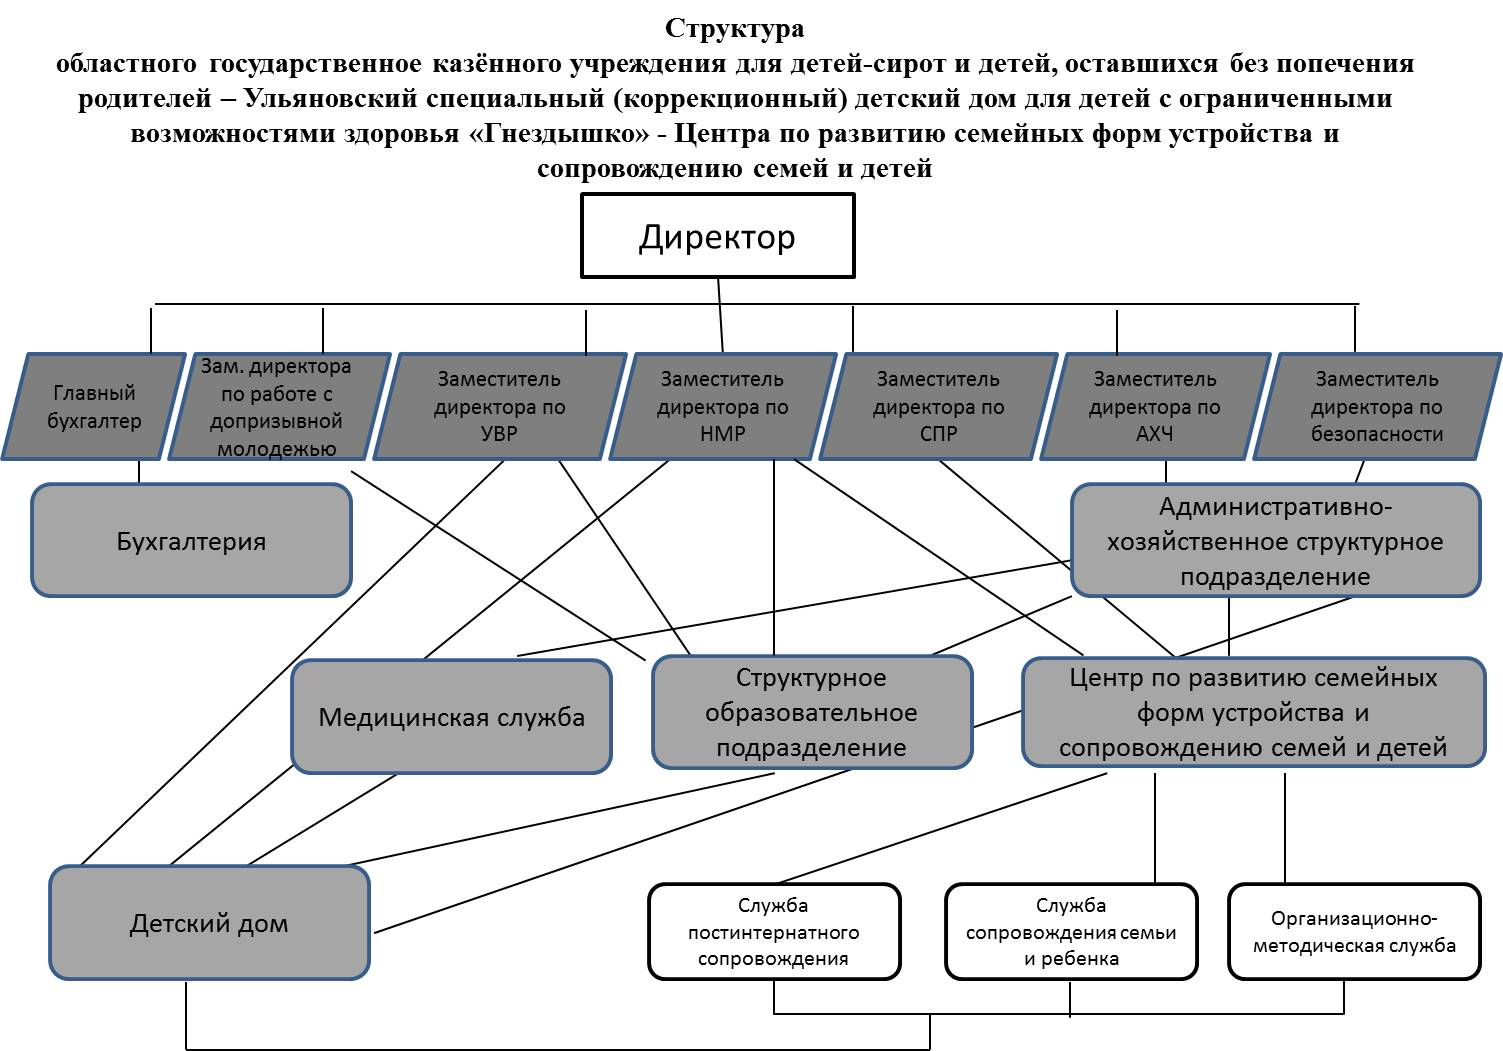 Структура
областного государственное казённого учреждения для детей-сирот и детей, оставшихся без попечения
родителей – Ульяновский специальный (коррекционный) детский дом для детей с ограниченными
возможностями здоровья «Гнездышко» - Центра по развитию семейных форм устройства и
сопровождению семей и детей
Директор
Главный
бухгалтер
Зам. директора
по работе с
допризывной
молодежью
Заместитель
директора по
УВР
Заместитель
директора по
НМР
Заместитель
директора по
СПР
Заместитель
директора по
АХЧ
Заместитель
директора по
безопасности
Бухгалтерия
Административно-
хозяйственное структурное
подразделение
Медицинская служба
Структурное
образовательное
подразделение
Центр по развитию семейных
форм устройства и
сопровождению семей и детей
Детский дом
Служба
постинтернатного
сопровождения
Служба
сопровождения семьи
и ребенка
Организационно-
методическая служба